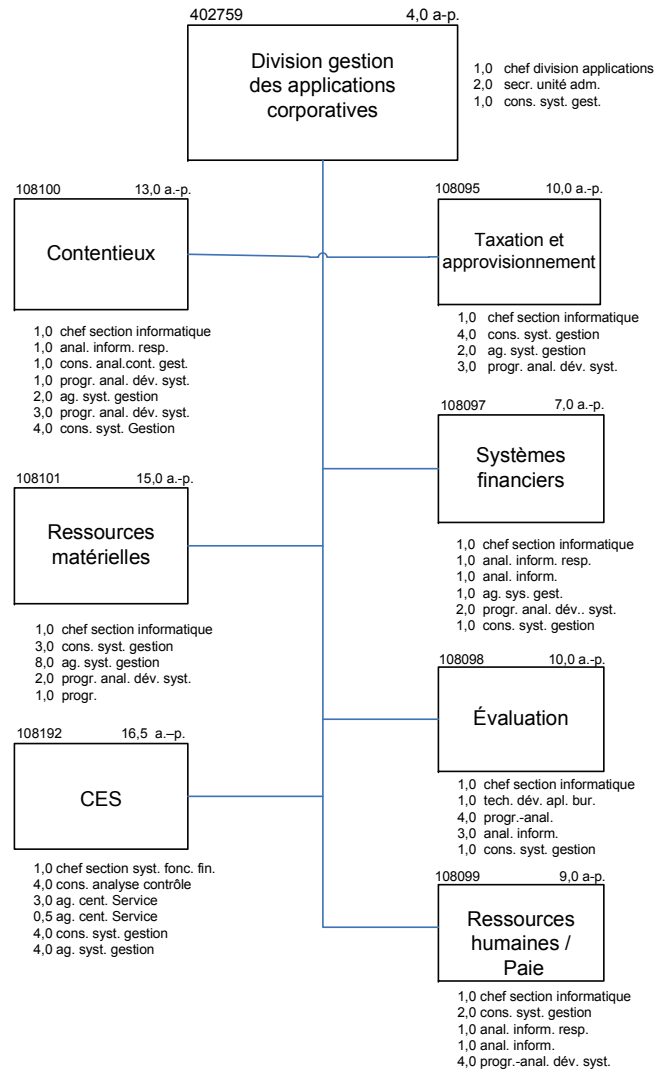 402759 4,0 a-p.
Division gestion
des applications
corporatives
1,0 chef division applications
2,0 secr. unité adm.
1,0 cons. syst. gest.
108100 13,0 a.-p.
Contentieux
1,0 chef section informatique
1,0 anal. inform. resp.
1,0 cons. anal.cont. gest.
1,0 progr. anal. dév. syst.
2,0 ag. syst. gestion
3,0 progr. anal. dév. syst.
4,0 cons. syst. Gestion
108095 10,0 a.-p.
Taxation et
approvisionnement
1,0 chef section informatique
4,0 cons. syst. gestion
2,0 ag. syst. gestion
3,0 progr. anal. dév. syst.
108101 15,0 a.-p.
Ressources
matérielles
1,0 chef section informatique
3,0 cons. syst. gestion
8,0 ag. syst. gestion
2,0 progr. anal. dév. syst.
1,0 progr.
108097 7,0 a.-p.
Systèmes
financiers
1,0 chef section informatique
1,0 anal. inform. resp.
1,0 anal. inform.
1,0 ag. sys. gest.
2,0 progr. anal. dév.. syst.
1,0 cons. syst. gestion
108192 16,5 a.–p.
CES
1,0 chef section syst. fonc. fin.
4,0 cons. analyse contrôle
3,0 ag. cent. Service
0,5 ag. cent. Service
4,0 cons. syst. gestion
4,0 ag. syst. gestion
108098 10,0 a.-p.
Évaluation
1,0 chef section informatique
1,0 tech. dév. apl. bur.
4,0 progr.-anal.
3,0 anal. inform.
1,0 cons. syst. gestion
108099 9,0 a-p.
Ressources
humaines /
Paie
1,0 chef section informatique
2,0 cons. syst. gestion
1,0 anal. inform. resp.
1,0 anal. inform.
4,0 progr.-anal. dév. syst.